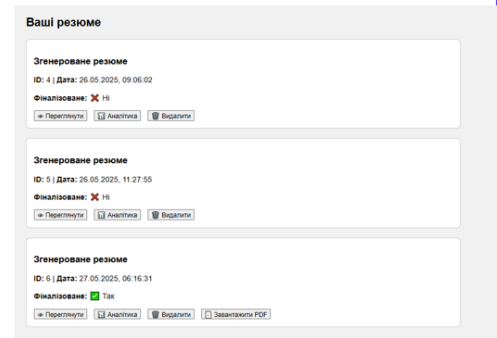 Ваші резюме
Згенероване резюме
ID: 4 | Дата: 26.05.2025, 09:06:02
Фіналізоване: ❌ Ні
👁 Переглянути 📊 Аналітика 🗑 Видалити
Згенероване резюме
ID: 5 | Дата: 26.05.2025, 11:27:55
Фіналізоване: ❌ Ні
👁 Переглянути 📊 Аналітика 🗑 Видалити
Згенероване резюме
ID: 6 | Дата: 27.05.2025, 06:16:31
Фіналізоване: ✅ Так
👁 Переглянути 📊 Аналітика 🗑 Видалити 📄 Завантажити PDF